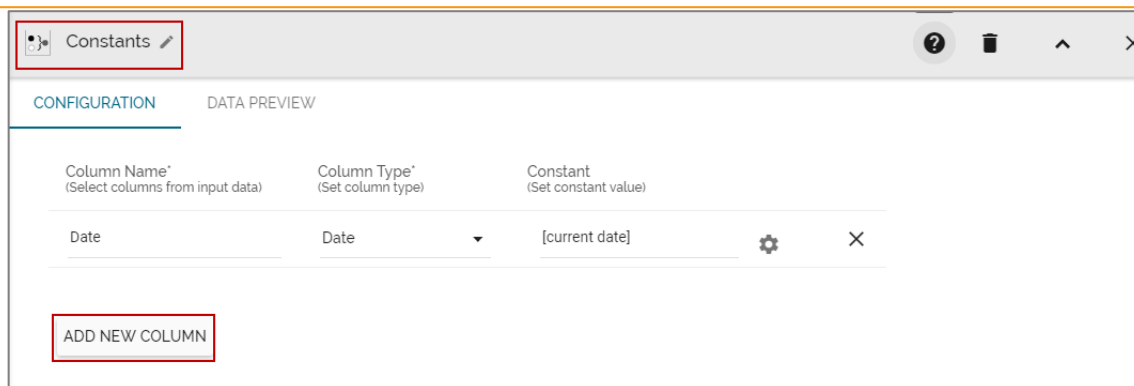 Constants
CONFIGURATION DATA PREVIEW
Column Name* Column Type* Constant
(Select columns from input data) (Set column type) (Set constant value)
Date Date [current date]
ADD NEW COLUMN